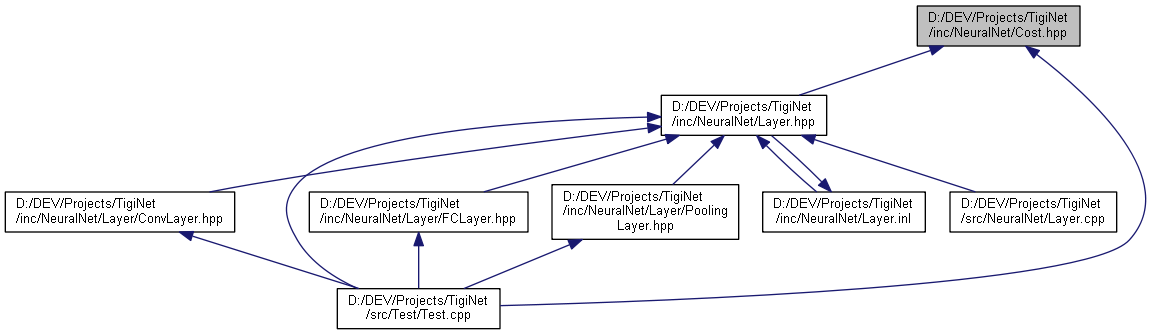 D:/DEV/Projects/TigiNet
/inc/NeuralNet/Cost.hpp
D:/DEV/Projects/TigiNet
/inc/NeuralNet/Layer.hpp
D:/DEV/Projects/TigiNet
/inc/NeuralNet/Layer/ConvLayer.hpp
D:/DEV/Projects/TigiNet
/inc/NeuralNet/Layer/FCLayer.hpp
D:/DEV/Projects/TigiNet
/inc/NeuralNet/Layer/Pooling
Layer.hpp
D:/DEV/Projects/TigiNet
/inc/NeuralNet/Layer.inl
D:/DEV/Projects/TigiNet
/src/NeuralNet/Layer.cpp
D:/DEV/Projects/TigiNet
/src/Test/Test.cpp